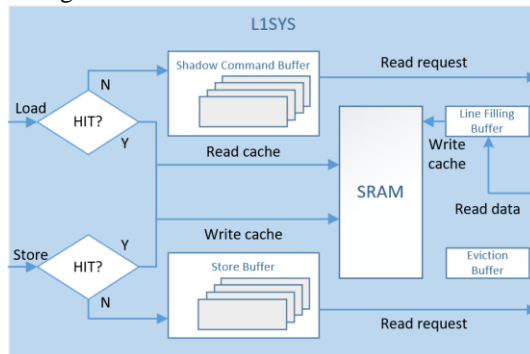 L1SYS
Shadow Command Buffer
Read request
N
Load
HIT?
Y
Line Filling
Buffer
Read cache
Write
cache
SRAM
Read data
Write cache
Store
Y
HIT?
N
Store Buffer
Eviction
Buffer
Read request